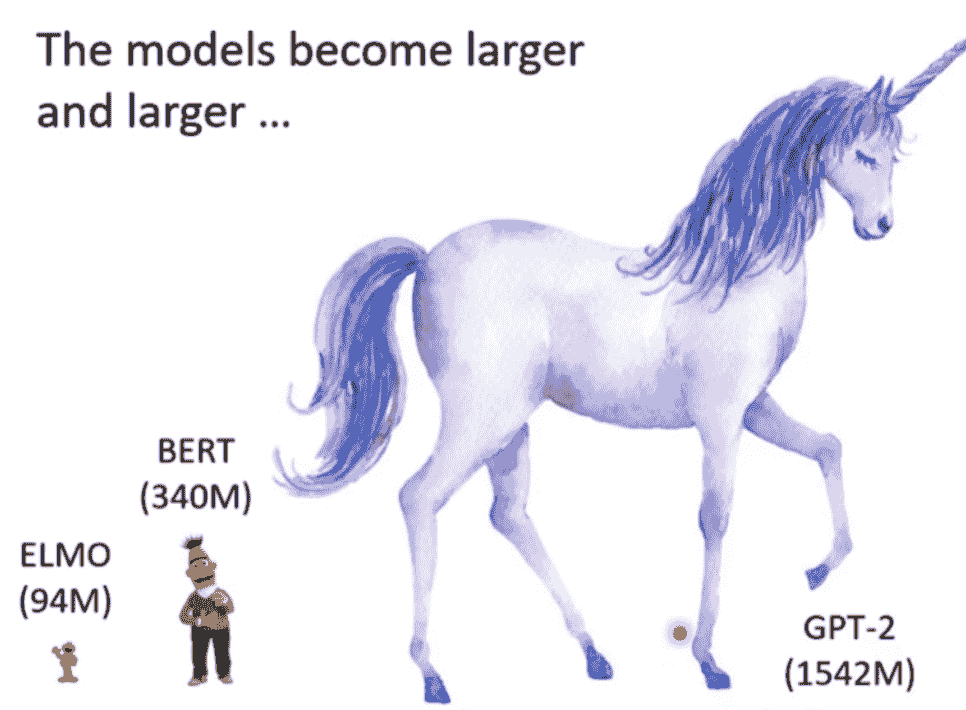 The models become larger
and larger ...
BERT
(340M)
ELMO
(94M)
GPT-2
(1542M)